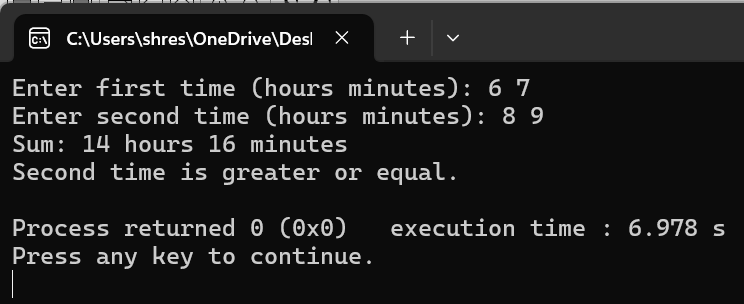 C:\Users\shres\OneDrive\Des
Enter first time (hours minutes): 6 7
Enter second time (hours minutes): 8 9
Sum: 14 hours 16 minutes
Second time is greater or equal.
Process returned 0 (0x0)   execution time : 6.978 s
Press any key to continue.